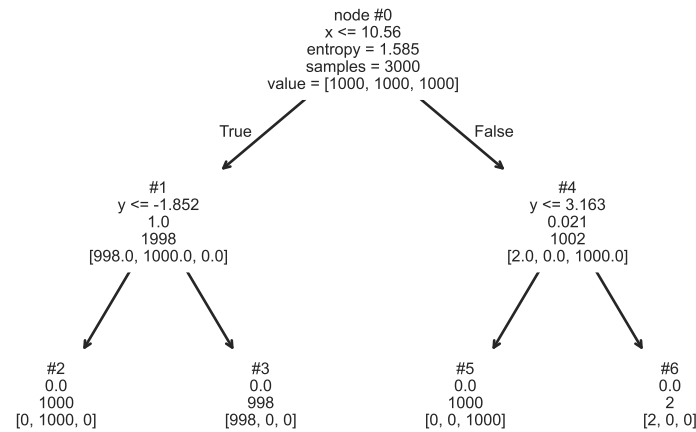 node #0
x <= 10.56
entropy = 1.585
samples = 3000
value = [1000, 1000, 1000]
True
False
#1
y <= -1.852
1.0
1998
[998.0, 1000.0, 0.0]
#4
y <= 3.163
0.021
1002
[2.0, 0.0, 1000.0]
#2
0.0
1000
[0, 1000, 0]
#3
0.0
998
[998, 0, 0]
#5
0.0
1000
[0, 0, 1000]
#6
0.0
2
[2, 0, 0]